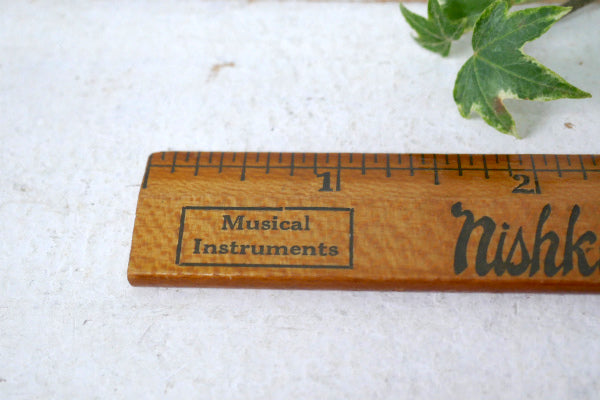 1 2
Musical
Instruments
Nishk